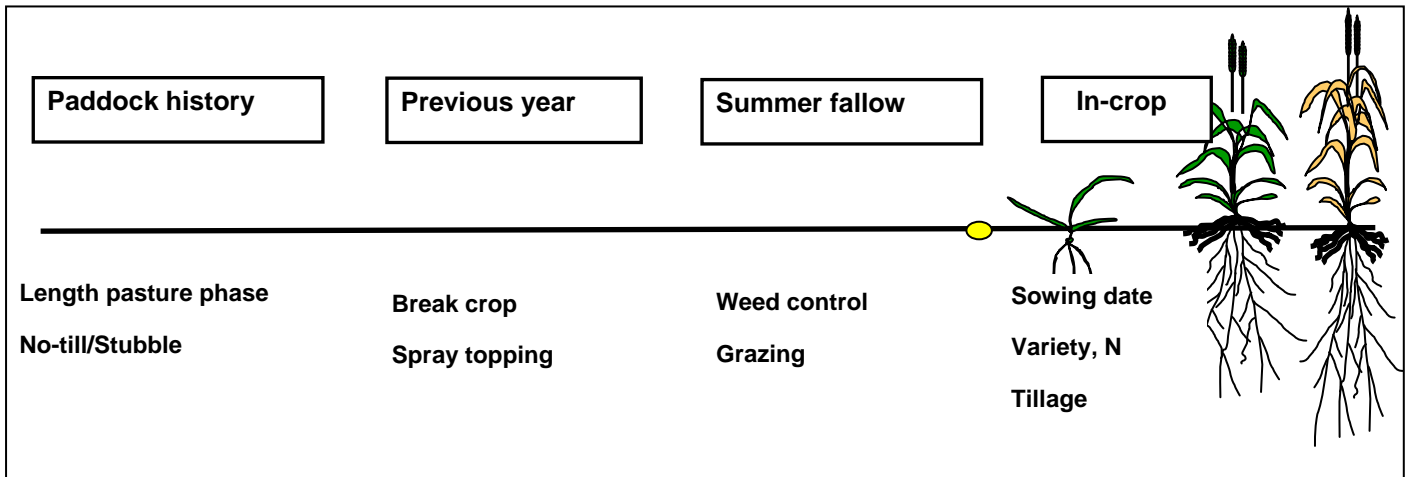 Paddock history
Previous year
Summer fallow
In-crop
Length pasture phase
No-till/Stubble
Break crop
Spray topping
Weed control
Grazing
Sowing date
Variety, N
Tillage